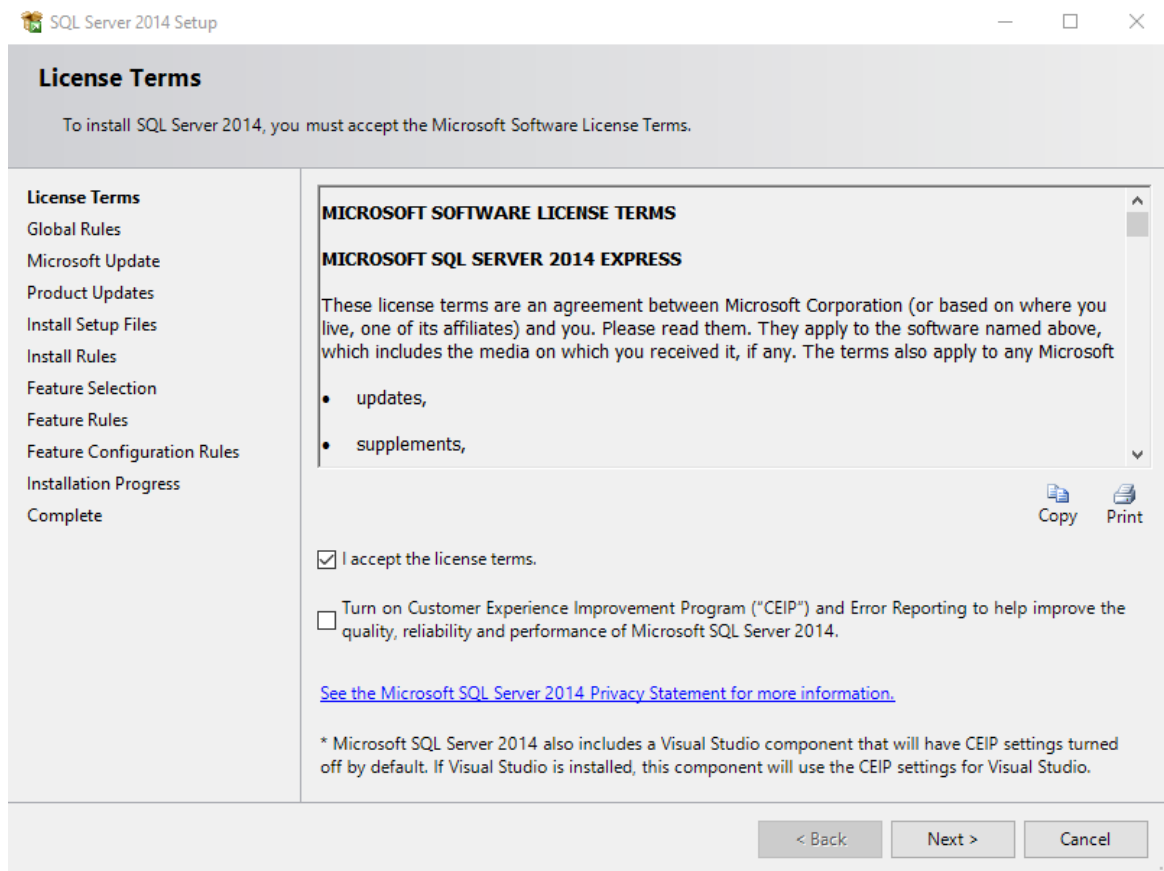 SQL Server 2014 Setup
License Terms
To install SQL Server 2014, you must accept the Microsoft Software License Terms.
License Terms
Global Rules
Microsoft Update
Product Updates
Install Setup Files
Install Rules
Feature Selection
Feature Rules
Feature Configuration Rules
Installation Progress
Complete
MICROSOFT SOFTWARE LICENSE TERMS
MICROSOFT SQL SERVER 2014 EXPRESS
These license terms are an agreement between Microsoft Corporation (or based on where you
live, one of its affiliates) and you. Please read them. They apply to the software named above,
which includes the media on which you received it, if any. The terms also apply to any Microsoft
• updates,
• supplements,
Copy
Print
I accept the license terms.
Turn on Customer Experience Improvement Program (“CEIP”) and Error Reporting to help improve the
quality, reliability and performance of Microsoft SQL Server 2014.
See the Microsoft SQL Server 2014 Privacy Statement for more information.
* Microsoft SQL Server 2014 also includes a Visual Studio component that will have CEIP settings turned
off by default. If Visual Studio is installed, this component will use the CEIP settings for Visual Studio.
< Back
Next >
Cancel